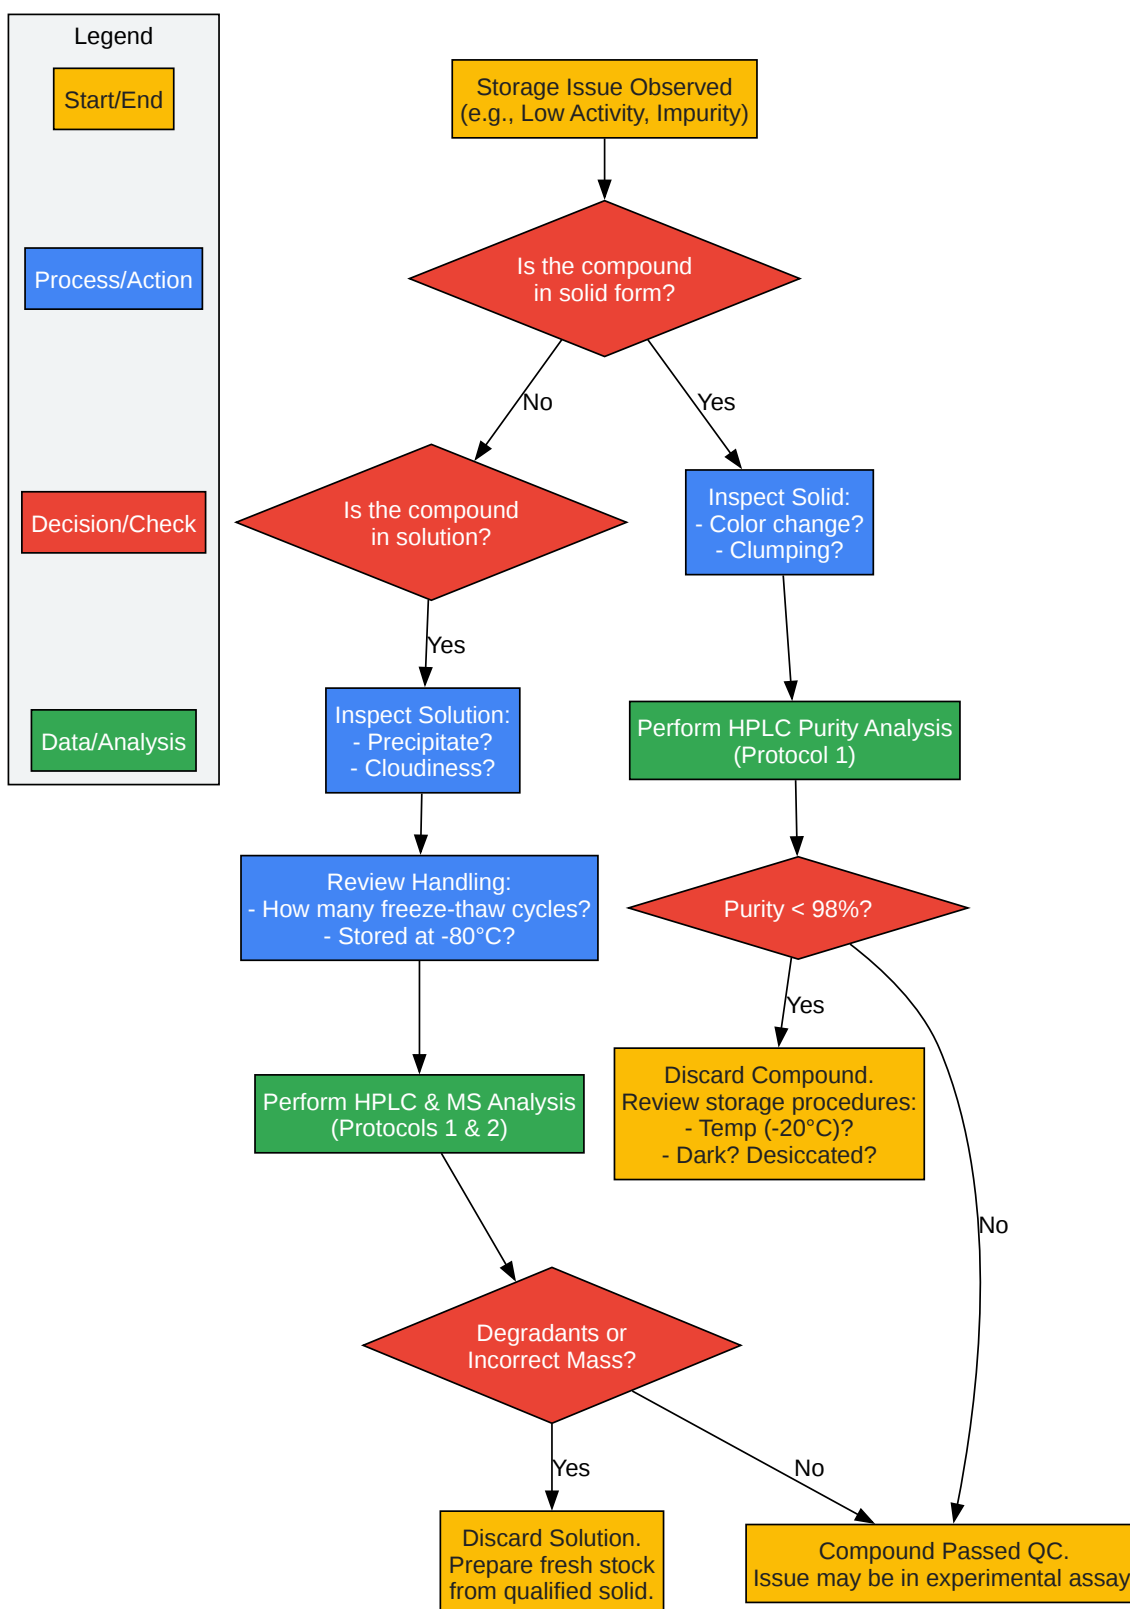 Legend
Start/End
Process/Action
Decision/Check
Data/Analysis
Storage Issue Observed
(e.g., Low Activity, Impurity)
Is the compound
in solid form?
No
Yes
Is the compound
in solution?
Inspect Solid:
- Color change?
- Clumping?
Yes
Inspect Solution:
- Precipitate?
- Cloudiness?
Perform HPLC Purity Analysis
(Protocol 1)
Review Handling:
- How many freeze-thaw cycles?
- Stored at -80°C?
Purity < 98%?
Yes
Discard Compound.
Review storage procedures:
- Temp (-20°C)?
- Dark? Desiccated?
Perform HPLC & MS Analysis
(Protocols 1 & 2)
No
Degradants or
Incorrect Mass?
Yes
No
Discard Solution.
Prepare fresh stock
from qualified solid.
Compound Passed QC.
Issue may be in experimental assay